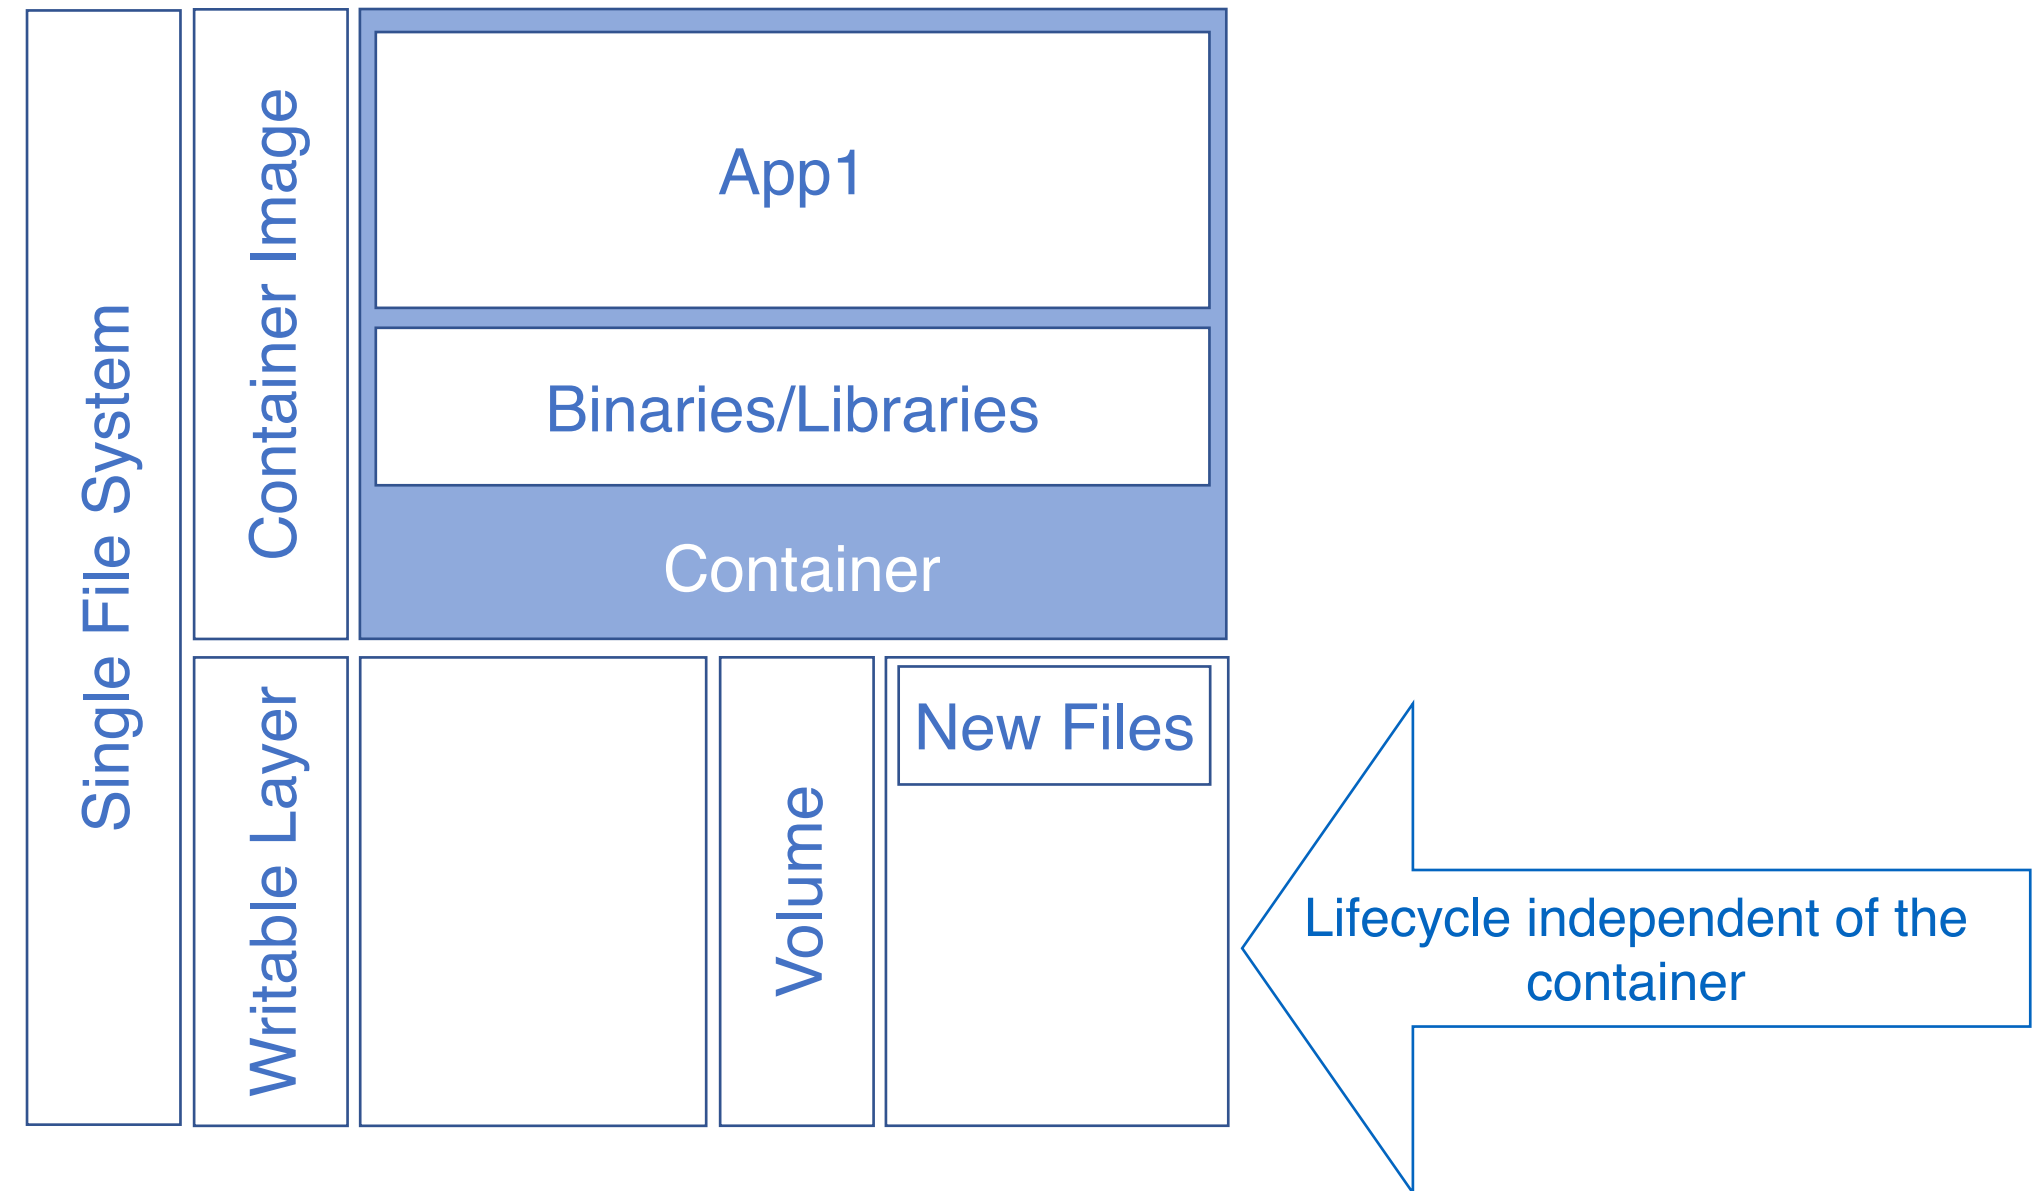 Single File System
Container Image
App1
Binaries/Libraries
Container
Writable Layer
Volume
New Files
Lifecycle independent of the
container